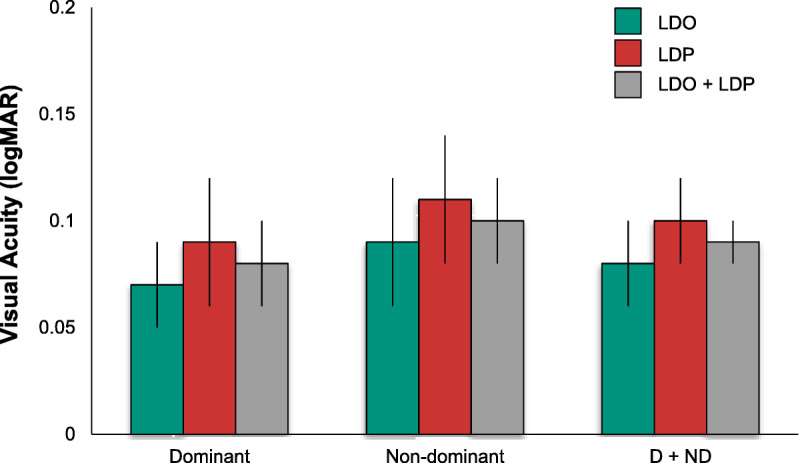 Visual Acuity (logMAR)
0.2
0.15
0.1
0.05
0
LDO
LDP
LDO + LDP
Dominant
Non-dominant
D + ND